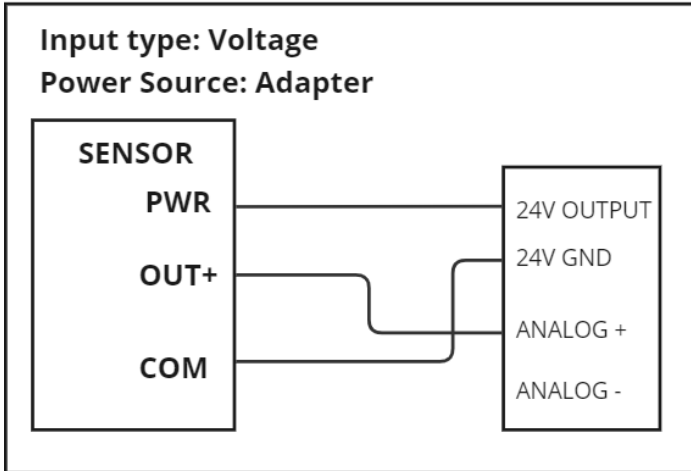 Input type: Voltage
Power Source: Adapter
SENSOR
PWR
OUT+
COM
24V OUTPUT
24V GND
ANALOG +
ANALOG -